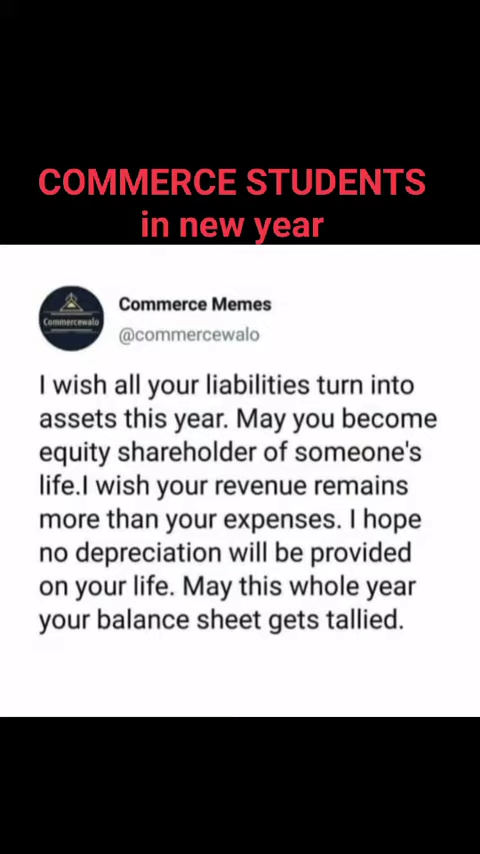 COMMERCE STUDENTS
in new year
Commerce Memes
Commercewalo
@commercewalo
I wish all your liabilities turn into
assets this year. May you become
equity shareholder of someone's
life.I wish your revenue remains
more than your expenses. I hope
no depreciation will be provided
on your life. May this whole year
your balance sheet gets tallied.